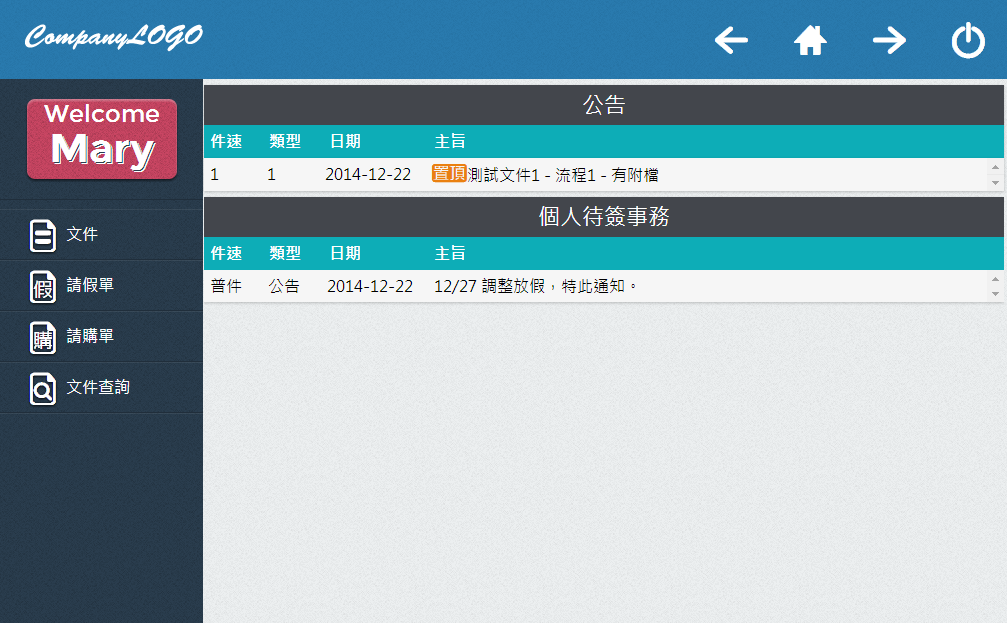 CompanyLOGO
Welcome
Mary
文件
假 請假單
購 請購單
文件查詢
公告
件速 類型 日期 主旨
1 1 2014-12-22 置頂測試文件1 - 流程1 - 有附檔
個人待簽事務
件速 類型 日期 主旨
普件 公告 2014-12-22 12/27 調整放假，特此通知。